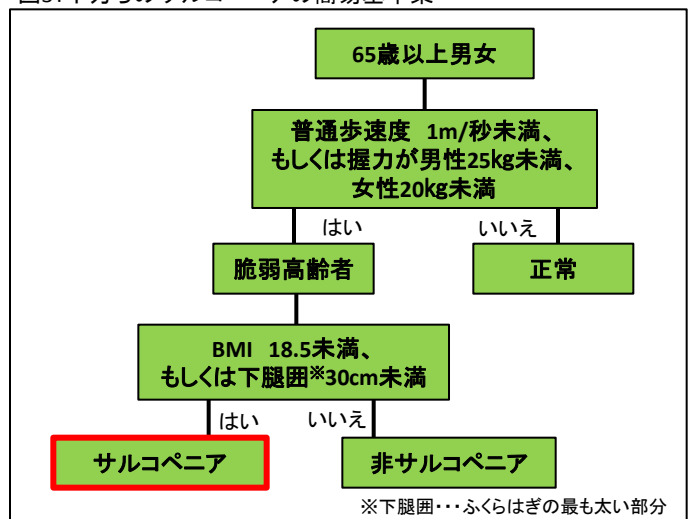 65歳以上男女
普通歩速度 1m/秒未満、
もしくは握力が男性25kg未満、
女性20kg未満
はい
いいえ
脆弱高齢者
正常
BMI 18.5未満、
もしくは下腿囲※30cm未満
はい
いいえ
サルコペニア
非サルコペニア
※下腿囲・・・ふくらはぎの最も太い部分